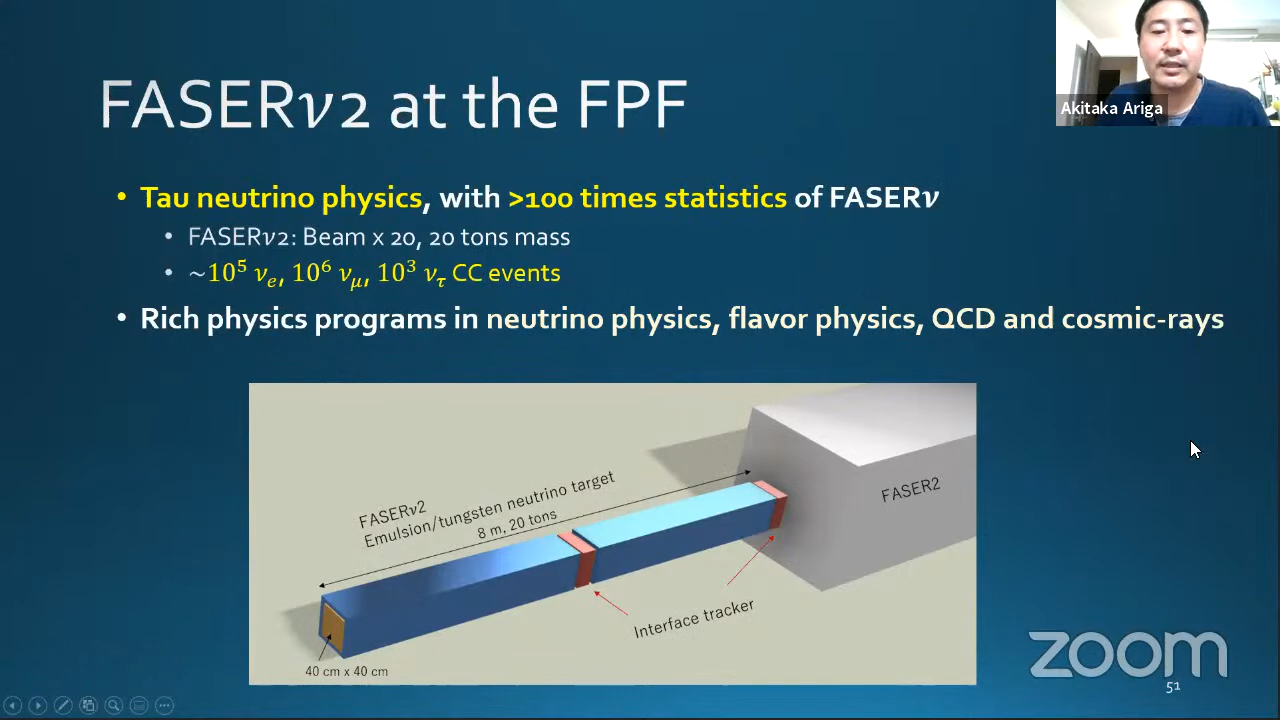 FASERν2 at the FPF
Akitaka Ariga
• Tau neutrino physics, with >100 times statistics of FASERν
• FASERν2: Beam x 20, 20 tons mass
• ~10⁵ νₑ, 10⁶ ν_μ, 10³ ν_τ CC events
• Rich physics programs in neutrino physics, flavor physics, QCD and cosmic-rays
FASERν2
Emulsion/tungsten neutrino target
8 m, 20 tons
FASER2
Interface tracker
40 cm x 40 cm
zoom
51